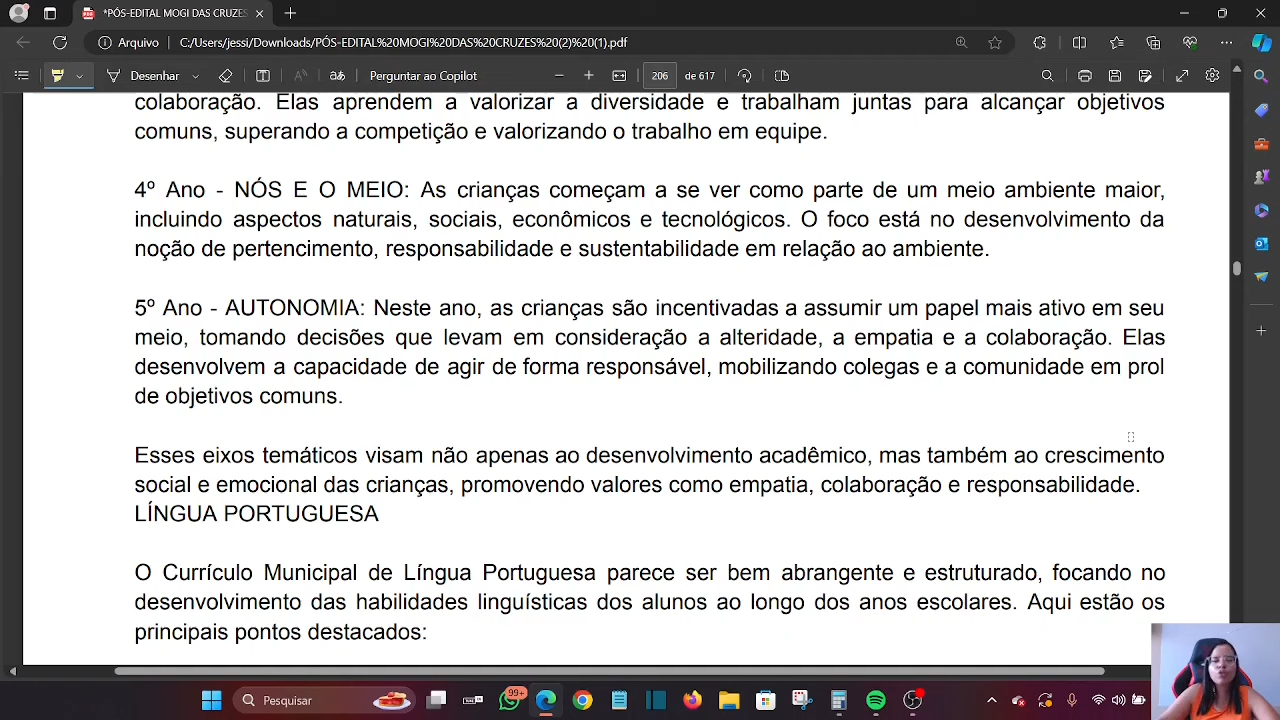 *PÓS-EDITAL MOGI DAS CRUZES
Arquivo C:/Users/jessi/Downloads/PÓS-EDITAL%20MOGI%20DAS%20CRUZES%20(2)%20(1).pdf
Desenhar
Perguntar ao Copilot
206 de 617
colaboração. Elas aprendem a valorizar a diversidade e trabalham juntas para alcançar objetivos
comuns, superando a competição e valorizando o trabalho em equipe.
4º Ano - NÓS E O MEIO: As crianças começam a se ver como parte de um meio ambiente maior,
incluindo aspectos naturais, sociais, econômicos e tecnológicos. O foco está no desenvolvimento da
noção de pertencimento, responsabilidade e sustentabilidade em relação ao ambiente.
5º Ano - AUTONOMIA: Neste ano, as crianças são incentivadas a assumir um papel mais ativo em seu
meio, tomando decisões que levam em consideração a alteridade, a empatia e a colaboração. Elas
desenvolvem a capacidade de agir de forma responsável, mobilizando colegas e a comunidade em prol
de objetivos comuns.
Esses eixos temáticos visam não apenas ao desenvolvimento acadêmico, mas também ao crescimento
social e emocional das crianças, promovendo valores como empatia, colaboração e responsabilidade.
LÍNGUA PORTUGUESA
O Currículo Municipal de Língua Portuguesa parece ser bem abrangente e estruturado, focando no
desenvolvimento das habilidades linguísticas dos alunos ao longo dos anos escolares. Aqui estão os
principais pontos destacados:
Pesquisar
99+